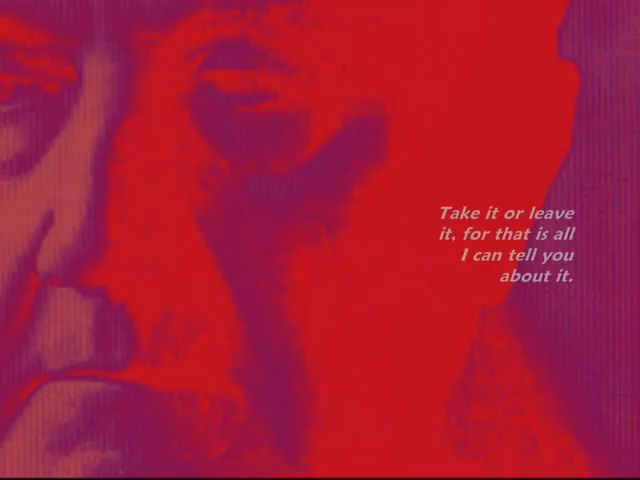 Take it or leave
it, for that is all
I can tell you
about it.